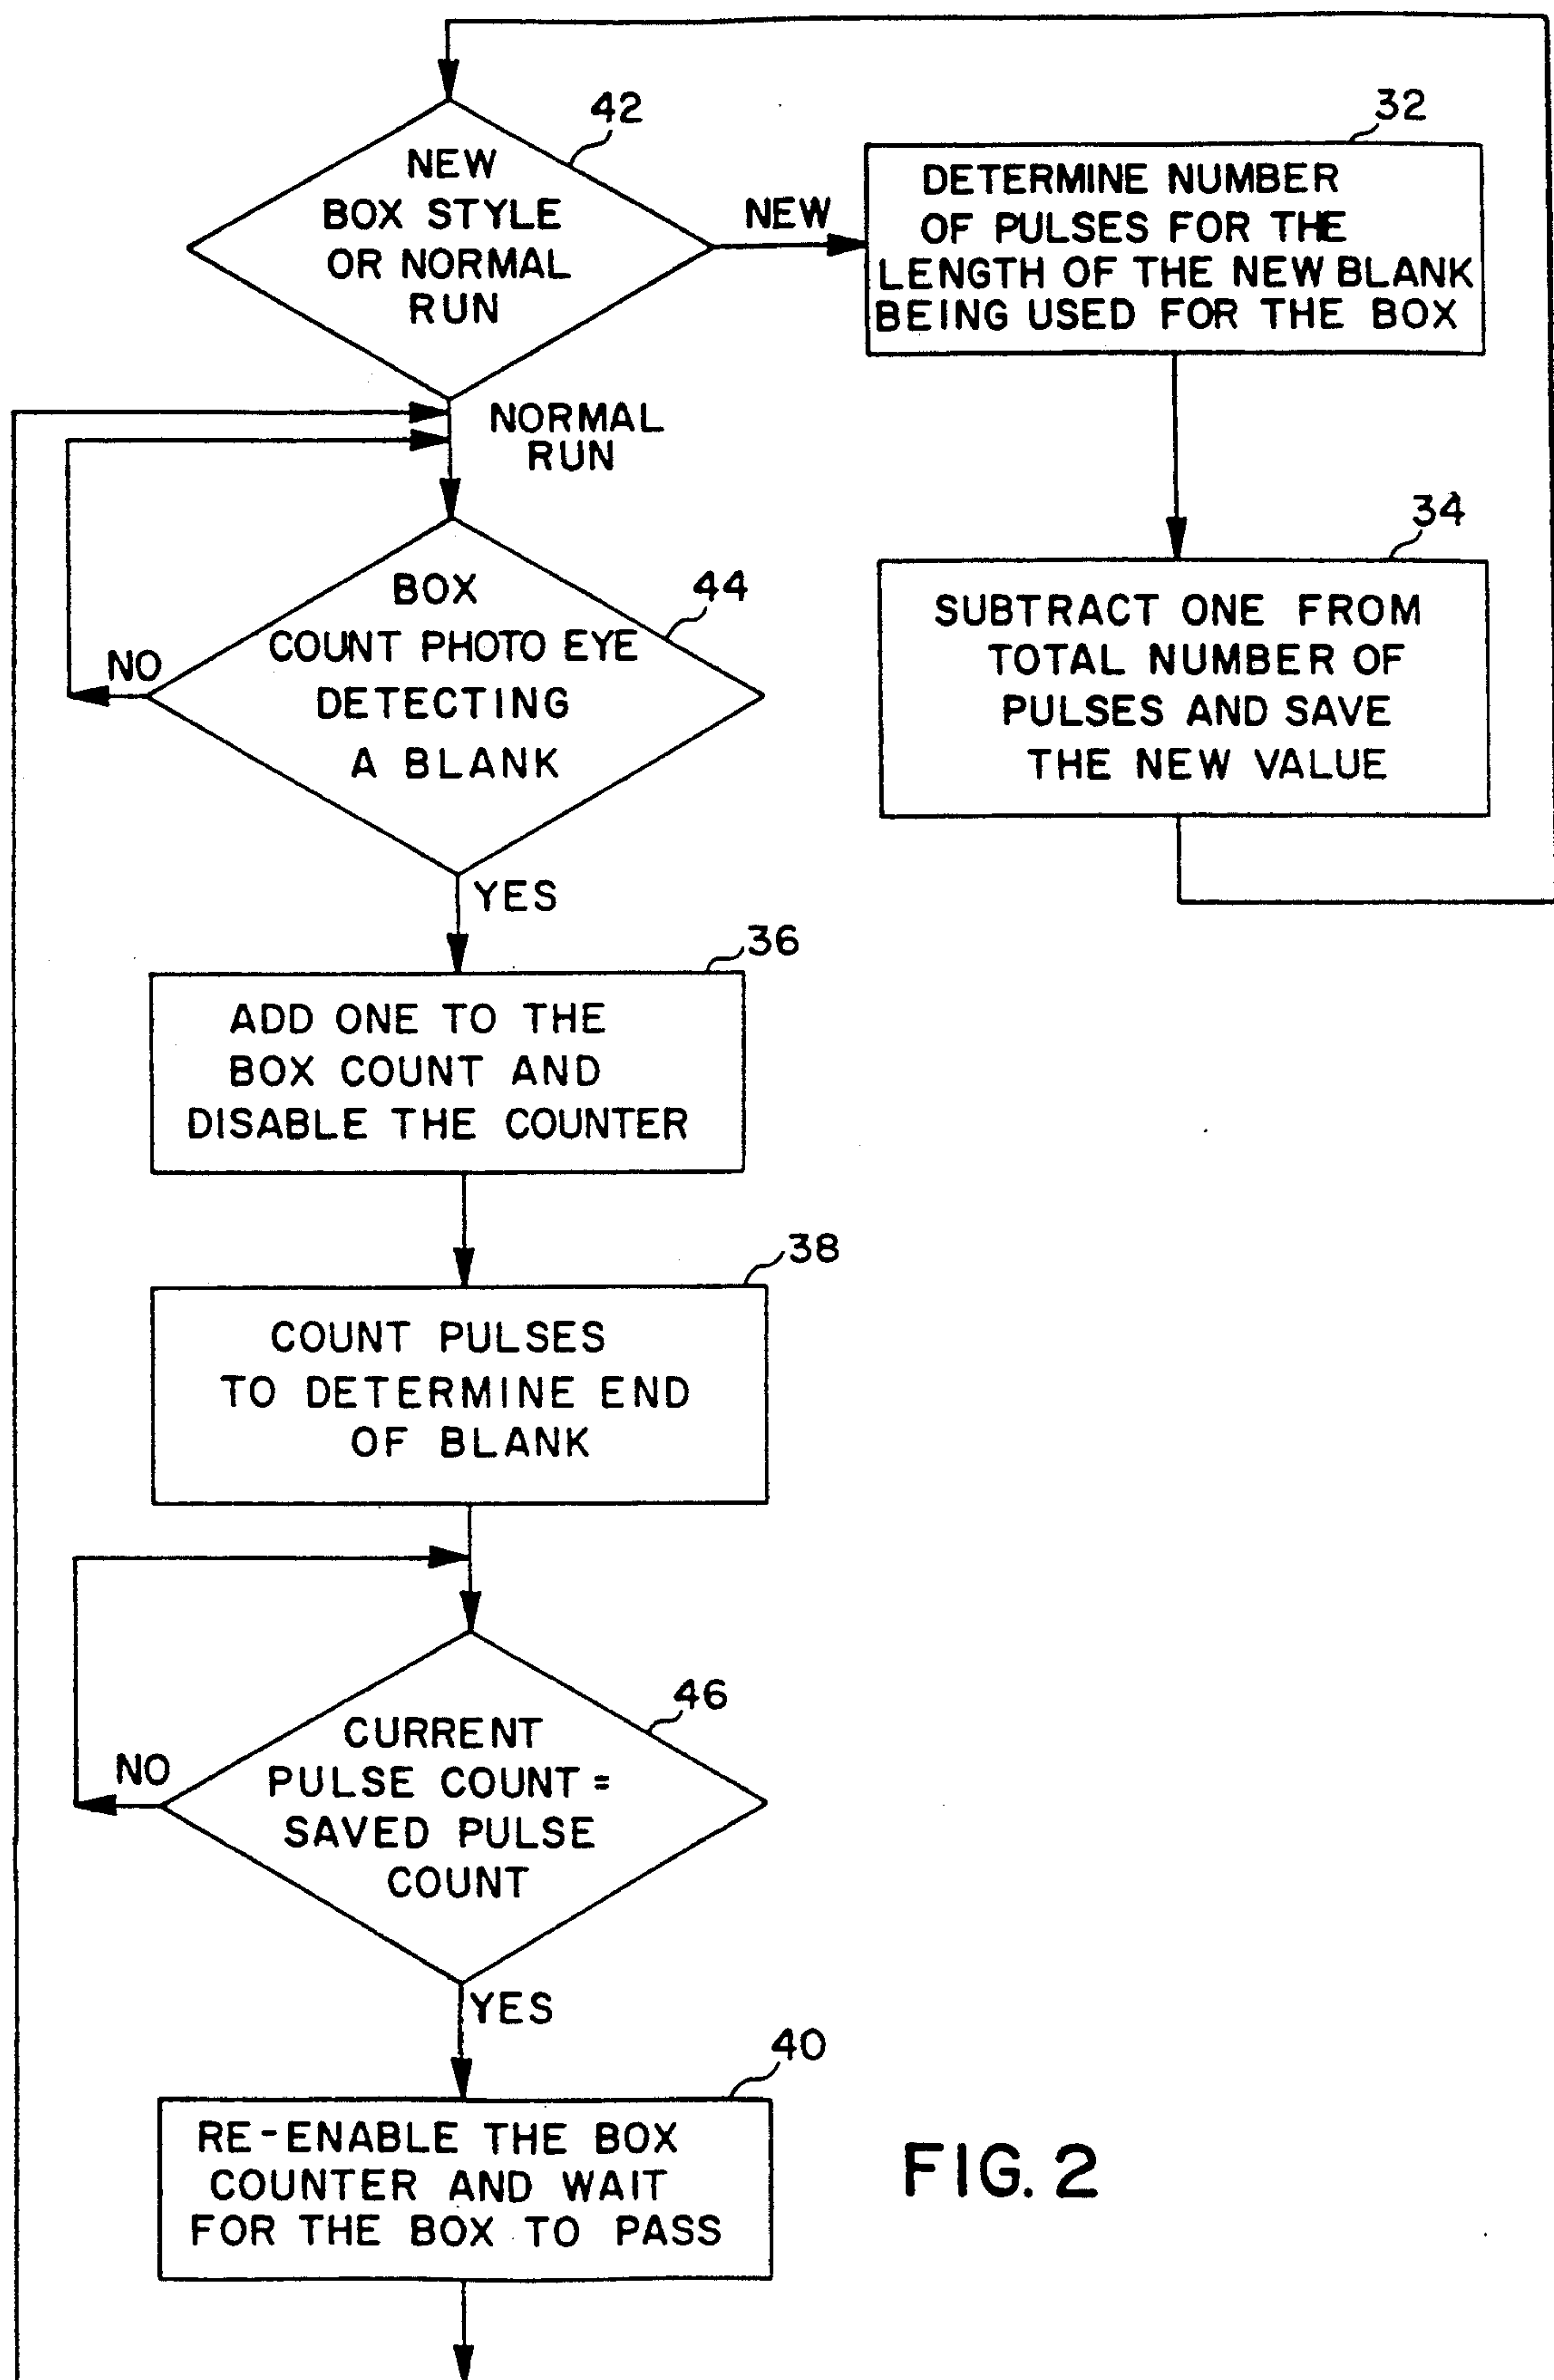 42
NEW
BOX STYLE
OR NORMAL
RUN
NEW
32
DETERMINE NUMBER
OF PULSES FOR THE
LENGTH OF THE NEW BLANK
BEING USED FOR THE BOX
NORMAL
RUN
34
SUBTRACT ONE FROM
TOTAL NUMBER OF
PULSES AND SAVE
THE NEW VALUE
44
BOX
COUNT PHOTO EYE
DETECTING
A BLANK
NO
YES
36
ADD ONE TO THE
BOX COUNT AND
DISABLE THE COUNTER
38
COUNT PULSES
TO DETERMINE END
OF BLANK
46
CURRENT
PULSE COUNT =
SAVED PULSE
COUNT
NO
YES
40
RE-ENABLE THE BOX
COUNTER AND WAIT
FOR THE BOX TO PASS
FIG. 2